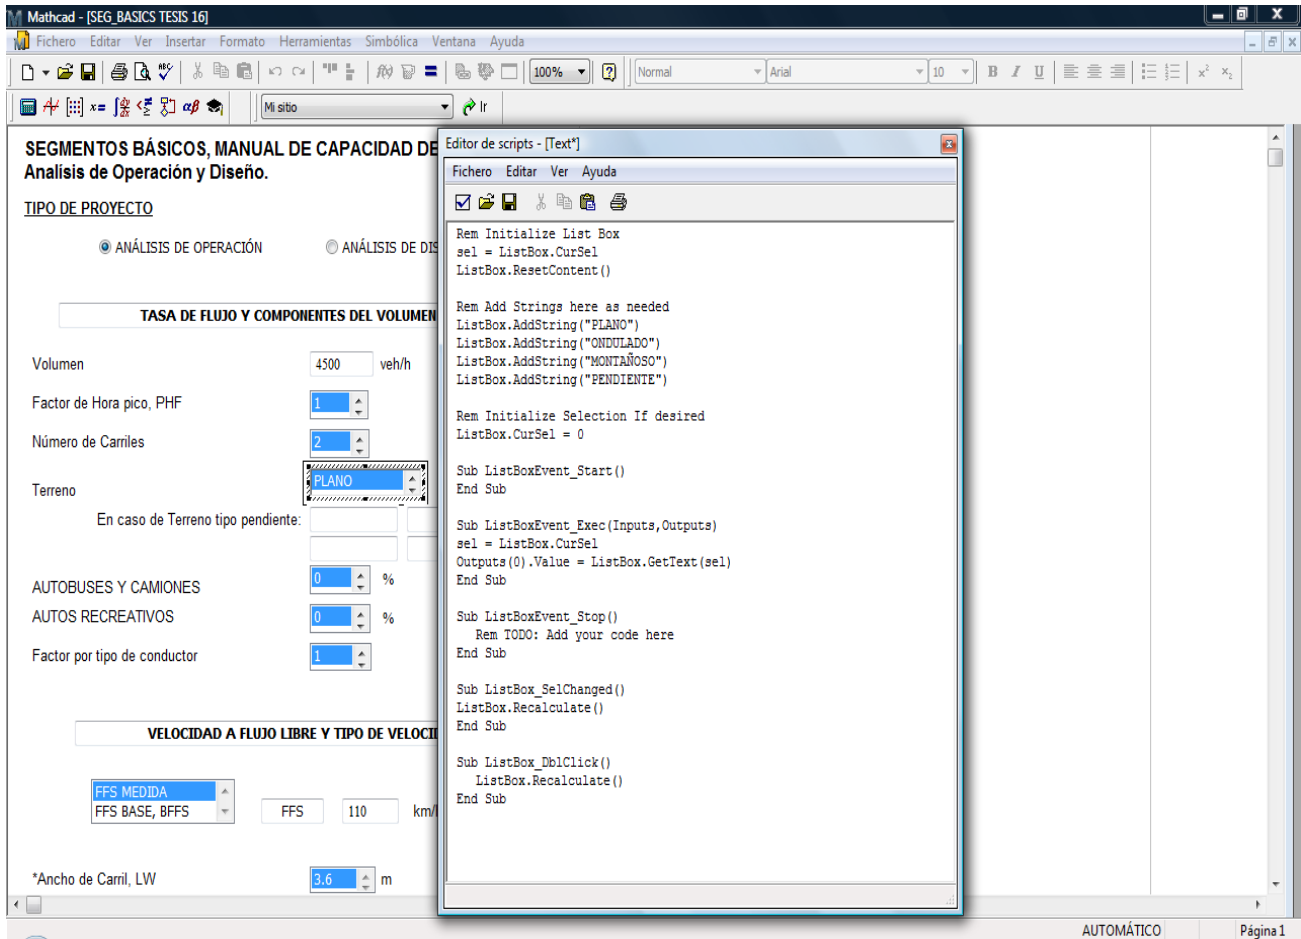 Mathcad - [SEG_BASICS TESIS 16]
Fichero Editar Ver Insertar Formato Herramientas Simbólica Ventana Ayuda
100% Normal Arial 10 B I U
Mi sitio Ir
SEGMENTOS BÁSICOS, MANUAL DE CAPACIDAD DE
Analísis de Operación y Diseño.
TIPO DE PROYECTO
ANÁLISIS DE OPERACIÓN ANÁLISIS DE DIS
TASA DE FLUJO Y COMPONENTES DEL VOLUMEN
Volumen 4500 veh/h
Factor de Hora pico, PHF 1
Número de Carriles 2
Terreno PLANO
En caso de Terreno tipo pendiente:
AUTOBUSES Y CAMIONES 0 %
AUTOS RECREATIVOS 0 %
Factor por tipo de conductor 1
VELOCIDAD A FLUJO LIBRE Y TIPO DE VELOCI
FFS MEDIDA
FFS BASE, BFFS FFS 110 km/
*Ancho de Carril, LW 3.6 m
Editor de scripts - [Text*]
Fichero Editar Ver Ayuda
Rem Initialize List Box
sel = ListBox.CurSel
ListBox.ResetContent()
Rem Add Strings here as needed
ListBox.AddString("PLANO")
ListBox.AddString("ONDULADO")
ListBox.AddString("MONTAÑOSO")
ListBox.AddString("PENDIENTE")
Rem Initialize Selection If desired
ListBox.CurSel = 0
Sub ListBoxEvent_Start()
End Sub
Sub ListBoxEvent_Exec(Inputs,Outputs)
sel = ListBox.CurSel
Outputs(0).Value = ListBox.GetText(sel)
End Sub
Sub ListBoxEvent_Stop()
Rem TODO: Add your code here
End Sub
Sub ListBox_SelChanged()
ListBox.Recalculate()
End Sub
Sub ListBox_DblClick()
ListBox.Recalculate()
End Sub
AUTOMÁTICO Página 1